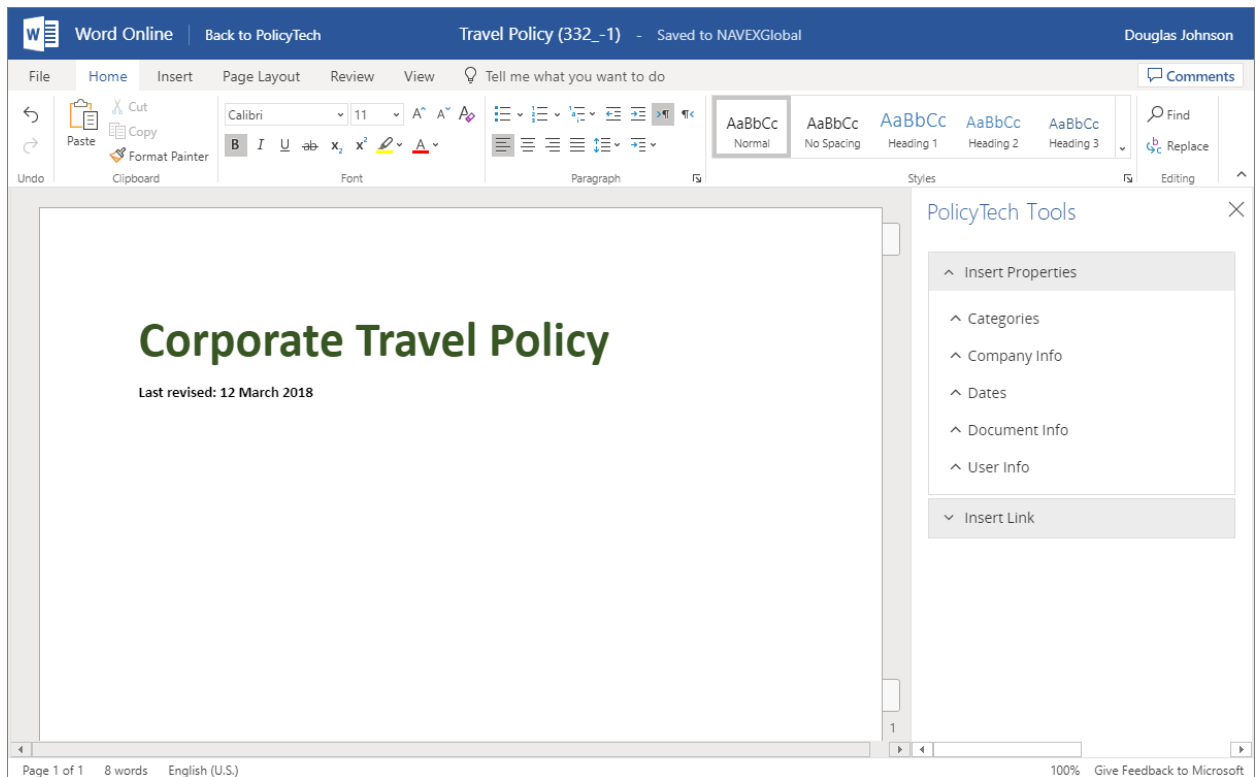 W Word Online Back to PolicyTech Travel Policy (332_-1) - Saved to NAVEXGlobal Douglas Johnson
File Home Insert Page Layout Review View Tell me what you want to do Comments
Cut
Copy
Paste
Format Painter
Calibri 11
B I U ab x₂ x² A
AaBbCc AaBbCc AaBbCc AaBbCc AaBbCc
Normal No Spacing Heading 1 Heading 2 Heading 3
Find
Replace
Undo Clipboard Font Paragraph Styles Editing
Corporate Travel Policy
Last revised: 12 March 2018
1
PolicyTech Tools
Insert Properties
Categories
Company Info
Dates
Document Info
User Info
Insert Link
Page 1 of 1 8 words English (U.S.) 100% Give Feedback to Microsoft